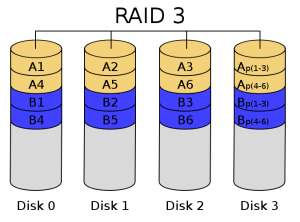 RAID 3
A1 A2 A3 Ap(1-3)
A4 A5 A6 Ap(4-6)
B1 B2 B3 Bp(1-3)
B4 B5 B6 Bp(4-6)
Disk 0 Disk 1 Disk 2 Disk 3